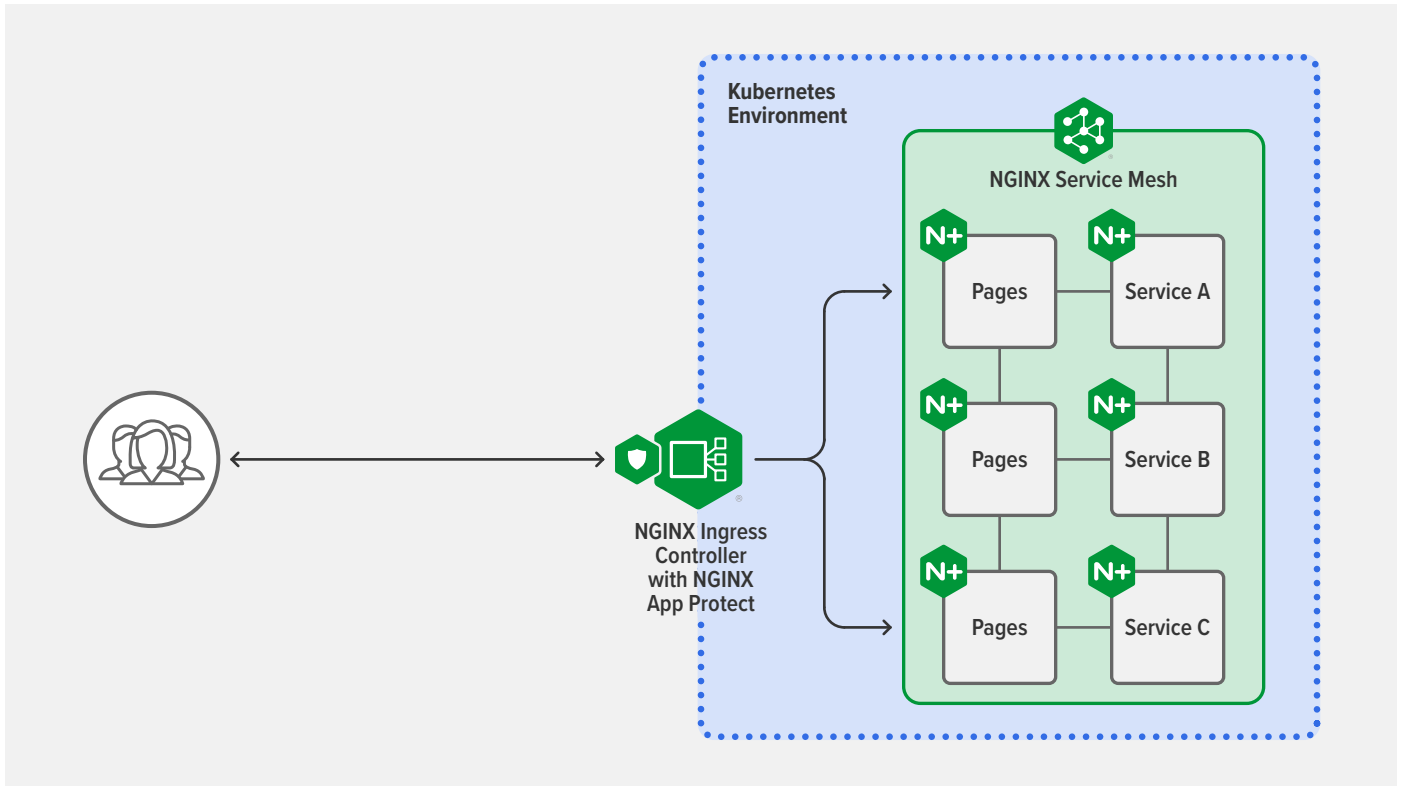 Kubernetes
Environment
NGINX Service Mesh
N+
N+
Pages
Service A
N+
N+
Pages
Service B
NGINX Ingress
Controller
with NGINX
App Protect
N+
N+
Pages
Service C